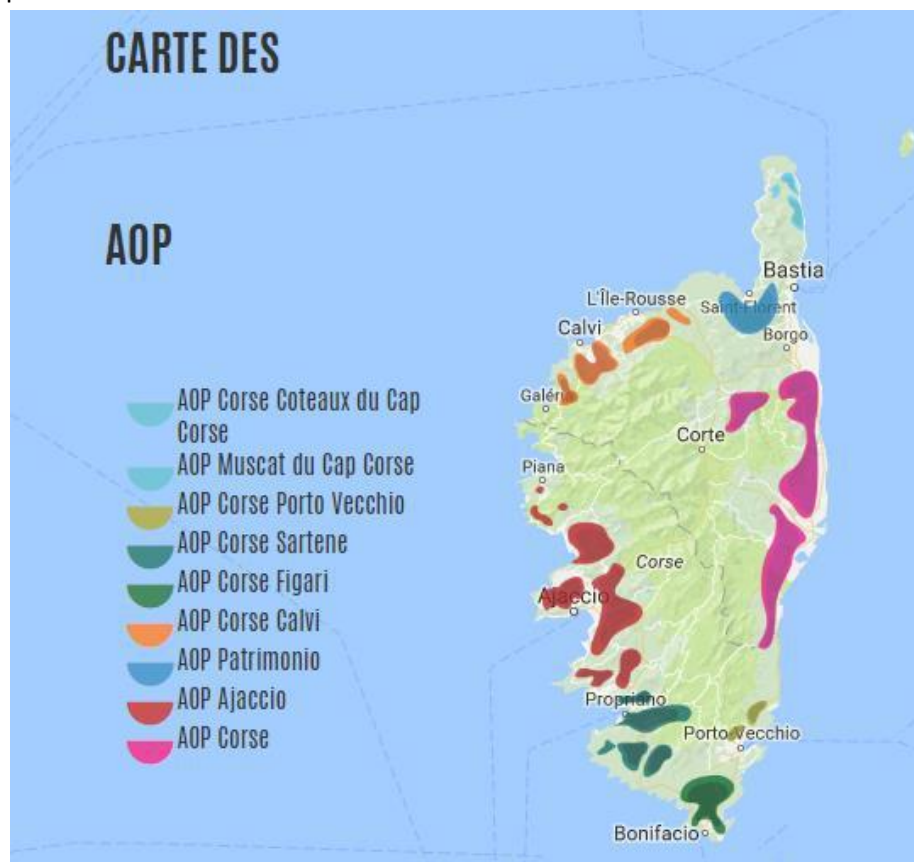 CARTE DES
AOP
AOP Corse Coteaux du Cap
Corse
AOP Muscat du Cap Corse
AOP Corse Porto Vecchio
AOP Corse Sartene
AOP Corse Figari
AOP Corse Calvi
AOP Patrimonio
AOP Ajaccio
AOP Corse
Bastia
L'Île-Rousse
Saint-Florent
Calvi
Borgo
Galéria
Corte
Piana
Corse
Ajaccio
Propriano
Porto-Vecchio
Bonifacio